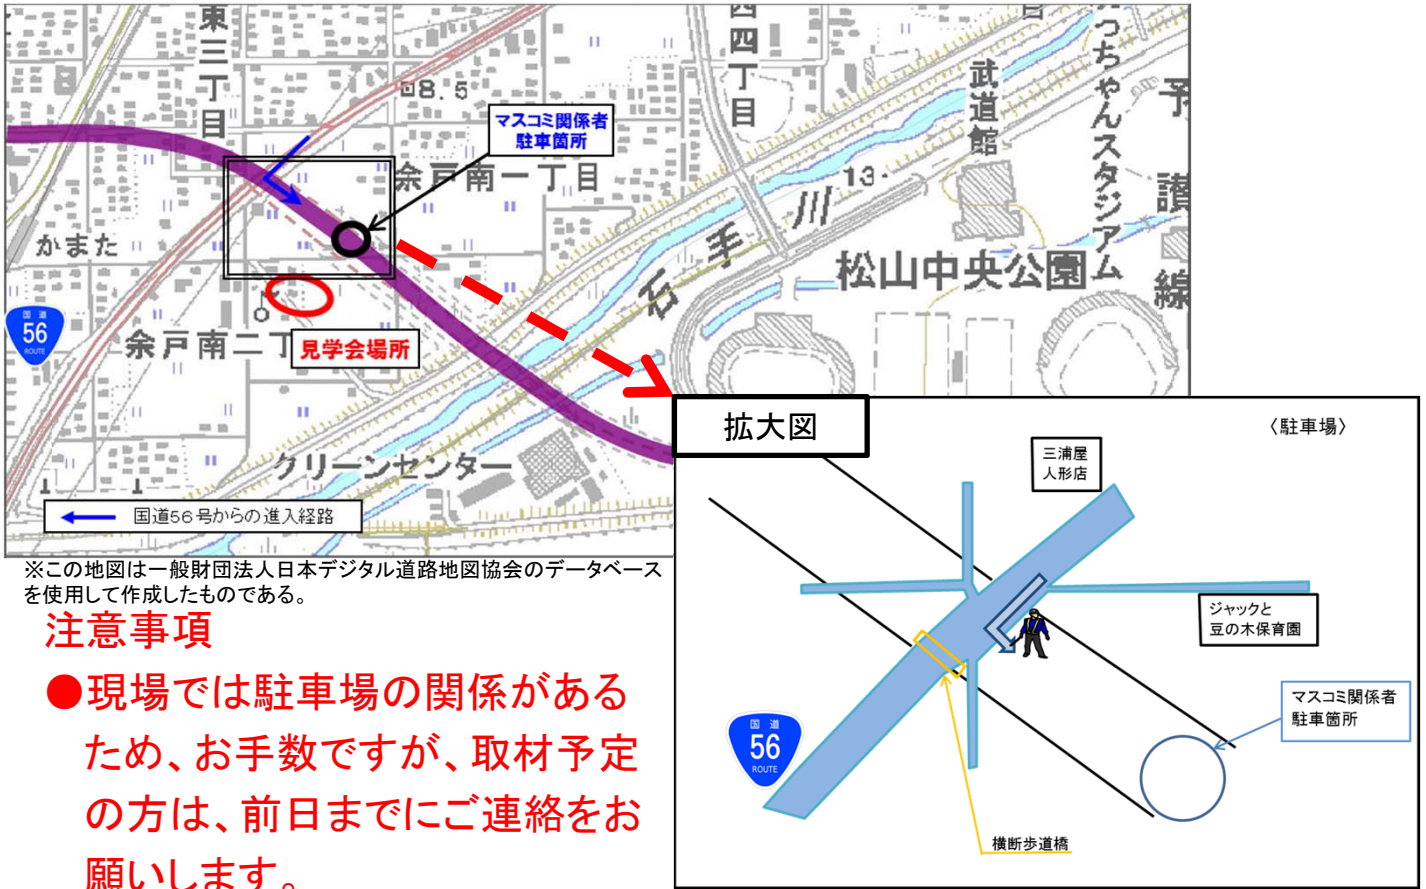 東三丁目
8.5
マスコミ関係者
駐車箇所
余戸南一丁目
四四丁目
武道館
っちゃんスタジアム
予讃線
13.
石手川
松山中央公園
かまた
国道
56
ROUTE
余戸南二丁
見学会場所
クリーンセンター
国道56号からの進入経路
※この地図は一般財団法人日本デジタル道路地図協会のデータベース
を使用して作成したものである。
注意事項
●現場では駐車場の関係がある
ため、お手数ですが、取材予定
の方は、前日までにご連絡をお
願いします。
拡大図
〈駐車場〉
三浦屋
人形店
ジャックと
豆の木保育園
マスコミ関係者
駐車箇所
国道
56
ROUTE
横断歩道橋